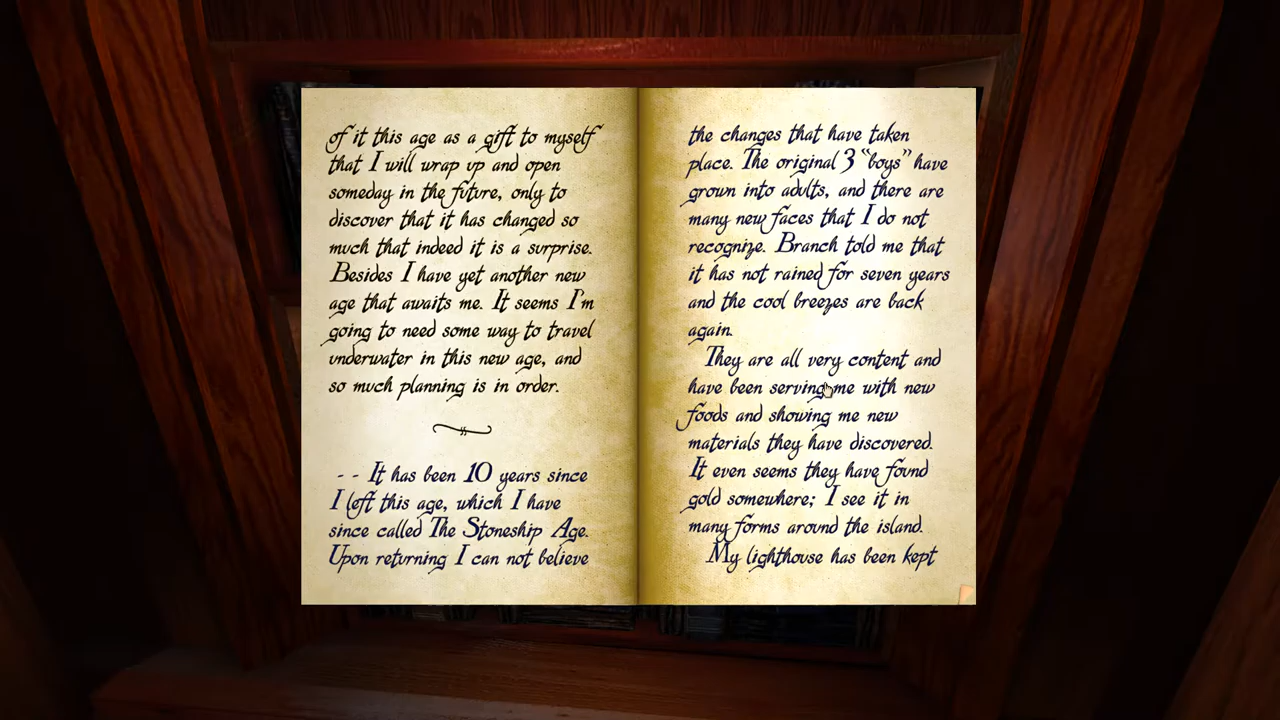 of it this age as a gift to myself
that I will wrap up and open
someday in the future, only to
discover that it has changed so
much that indeed it is a surprise.
Besides I have yet another new
age that awaits me. It seems I'm
going to need some way to travel
underwater in this new age, and
so much planning is in order.
- - It has been 10 years since
I left this age, which I have
since called The Stoneship Age.
Upon returning I can not believe
the changes that have taken
place. The original 3 "boys" have
grown into adults, and there are
many new faces that I do not
recognize. Branch told me that
it has not rained for seven years
and the cool breezes are back
again.
They are all very content and
have been serving me with new
foods and showing me new
materials they have discovered.
It even seems they have found
gold somewhere; I see it in
many forms around the island.
My lighthouse has been kept